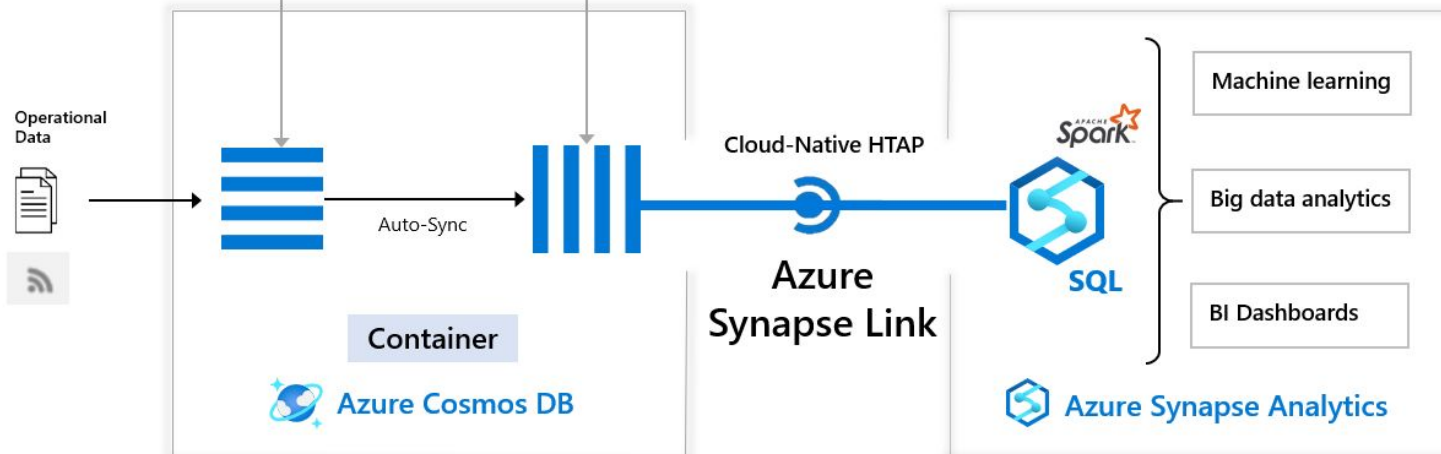 Operational
Data
Auto-Sync
Container
Azure Cosmos DB
Cloud-Native HTAP
Azure
Synapse Link
APACHE
Spark
SQL
Machine learning
Big data analytics
BI Dashboards
Azure Synapse Analytics